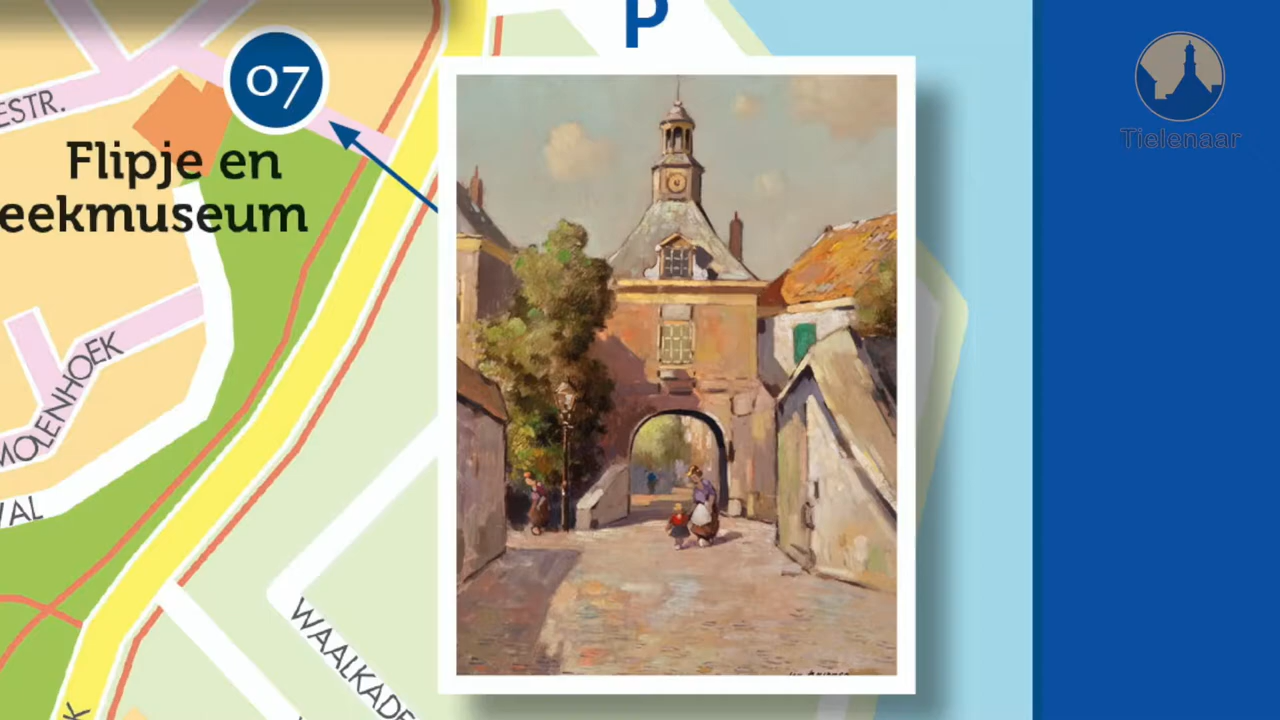 P
07
ESTR.
Flipje en
eekmuseum
Tielenaar
MOLENHOEK
WAL
WAALKADE
K